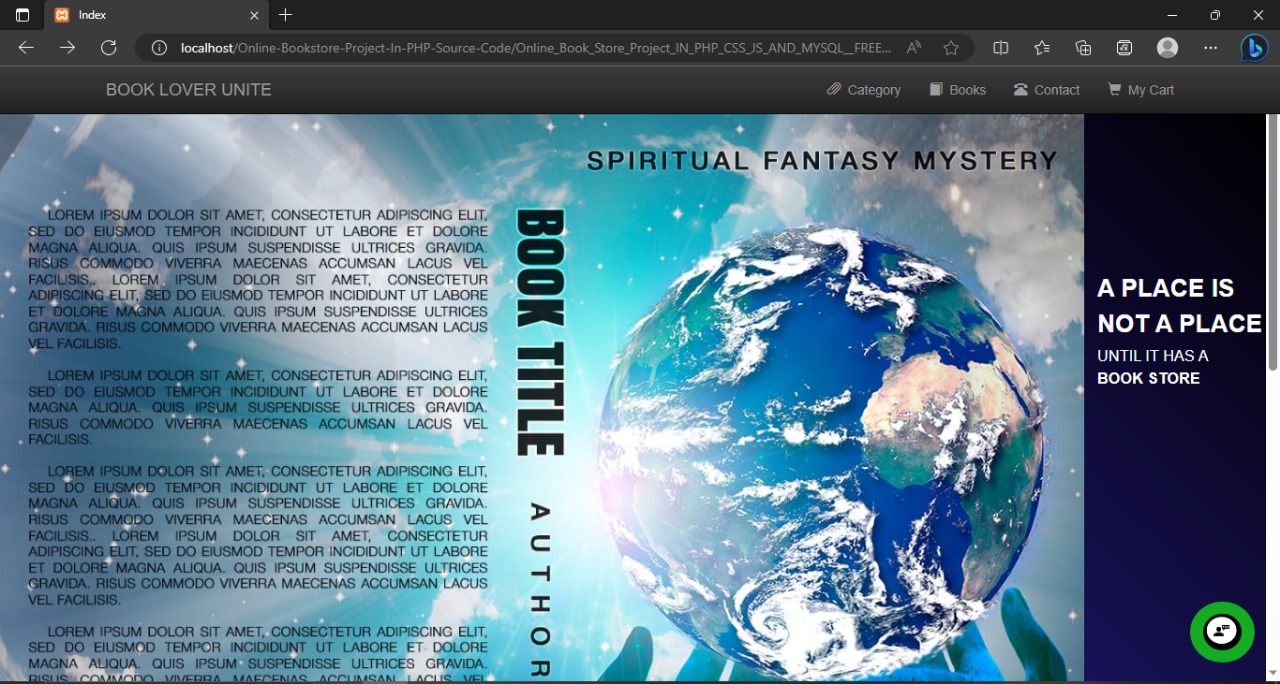 Index
localhost/Online-Bookstore-Project-In-PHP-Source-Code/Online_Book_Store_Project_IN_PHP_CSS_JS_AND_MYSQL__FREE...
BOOK LOVER UNITE
Category
Books
Contact
My Cart
SPIRITUAL FANTASY MYSTERY
LOREM IPSUM DOLOR SIT AMET, CONSECTETUR ADIPISCING ELIT,
SED DO EIUSMOD TEMPOR INCIDIDUNT UT LABORE ET DOLORE
MAGNA ALIQUA. QUIS IPSUM SUSPENDISSE ULTRICES GRAVIDA.
RISUS COMMODO VIVERRA MAECENAS ACCUMSAN LACUS VEL
FACILISIS.. LOREM IPSUM DOLOR SIT AMET, CONSECTETUR
ADIPISCING ELIT, SED DO EIUSMOD TEMPOR INCIDIDUNT UT LABORE
ET DOLORE MAGNA ALIQUA. QUIS IPSUM SUSPENDISSE ULTRICES
GRAVIDA. RISUS COMMODO VIVERRA MAECENAS ACCUMSAN LACUS
VEL FACILISIS.
LOREM IPSUM DOLOR SIT AMET, CONSECTETUR ADIPISCING ELIT,
SED DO EIUSMOD TEMPOR INCIDIDUNT UT LABORE ET DOLORE
MAGNA ALIQUA. QUIS IPSUM SUSPENDISSE ULTRICES GRAVIDA.
RISUS COMMODO VIVERRA MAECENAS ACCUMSAN LACUS VEL
FACILISIS.
LOREM IPSUM DOLOR SIT AMET, CONSECTETUR ADIPISCING ELIT,
SED DO EIUSMOD TEMPOR INCIDIDUNT UT LABORE ET DOLORE
MAGNA ALIQUA. QUIS IPSUM SUSPENDISSE ULTRICES GRAVIDA.
RISUS COMMODO VIVERRA MAECENAS ACCUMSAN LACUS VEL
FACILISIS.. LOREM IPSUM DOLOR SIT AMET, CONSECTETUR
ADIPISCING ELIT, SED DO EIUSMOD TEMPOR INCIDIDUNT UT LABORE
ET DOLORE MAGNA ALIQUA. QUIS IPSUM SUSPENDISSE ULTRICES
GRAVIDA. RISUS COMMODO VIVERRA MAECENAS ACCUMSAN LACUS
VEL FACILISIS.
LOREM IPSUM DOLOR SIT AMET, CONSECTETUR ADIPISCING ELIT,
SED DO EIUSMOD TEMPOR INCIDIDUNT UT LABORE ET DOLORE
MAGNA ALIQUA. QUIS IPSUM SUSPENDISSE ULTRICES GRAVIDA.
RISUS COMMODO VIVERRA MAECENAS ACCUMSAN LACUS VEL
BOOK TITLE
AUTHOR
A PLACE IS
NOT A PLACE
UNTIL IT HAS A
BOOK STORE